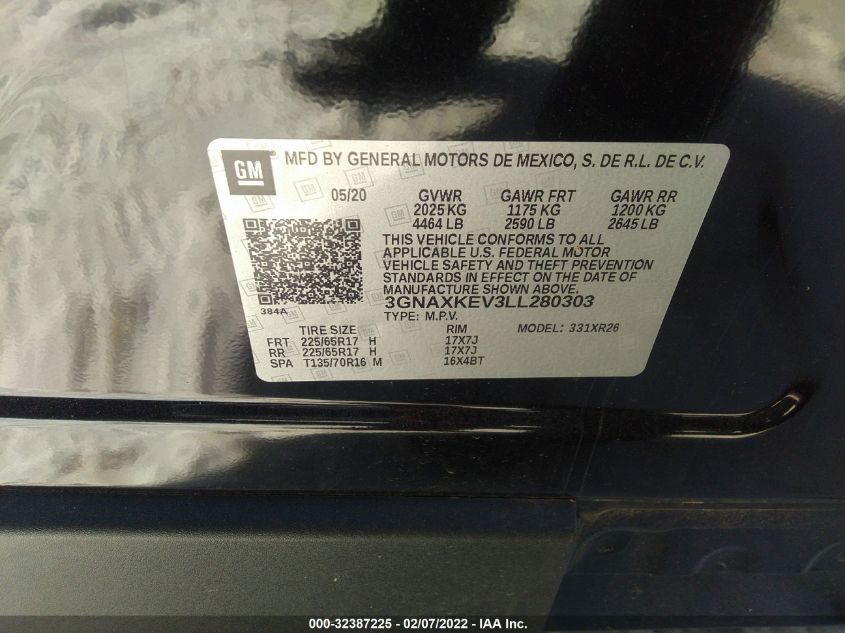 GM MFD BY GENERAL MOTORS DE MEXICO, S. DE R.L. DE C.V.
05/20 GVWR GAWR FRT GAWR RR
2025 KG 1175 KG 1200 KG
4464 LB 2590 LB 2645 LB
THIS VEHICLE CONFORMS TO ALL
APPLICABLE U.S. FEDERAL MOTOR
VEHICLE SAFETY AND THEFT PREVENTION
STANDARDS IN EFFECT ON THE DATE OF
MANUFACTURE SHOWN ABOVE.
384A 3GNAXKEV3LL280303
TYPE: M.P.V. MODEL: 331XR26
TIRE SIZE RIM
FRT 225/65R17 H 17X7J
RR 225/65R17 H 17X7J
SPA T135/70R16 M 16X4BT
000-32387225 - 02/07/2022 - IAA Inc.